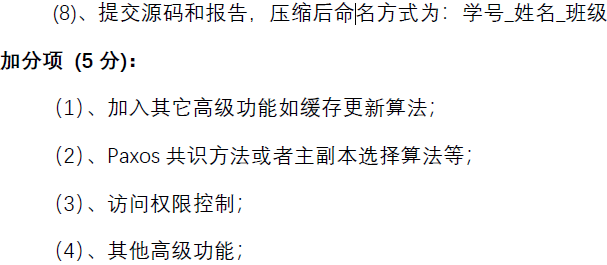 (8)、提交源码和报告，压缩后命名方式为：学号_姓名_班级
加分项 (5 分)：
(1)、加入其它高级功能如缓存更新算法；
(2)、Paxos 共识方法或者主副本选择算法等；
(3)、访问权限控制；
(4)、其他高级功能；